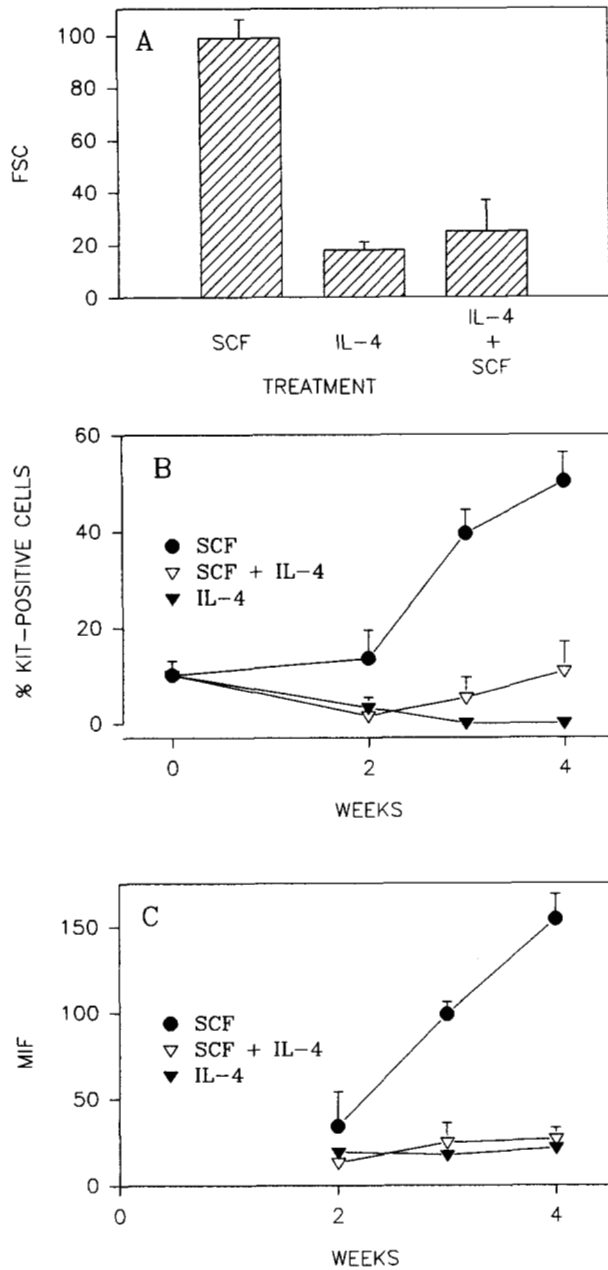 A
100
80
60
40
20
0
FSC
SCF
IL-4
IL-4
+
SCF
TREATMENT
B
60
40
20
0
% KIT-POSITIVE CELLS
SCF
SCF + IL-4
IL-4
0
2
4
WEEKS
C
150
100
50
0
MIF
SCF
SCF + IL-4
IL-4
0
2
4
WEEKS